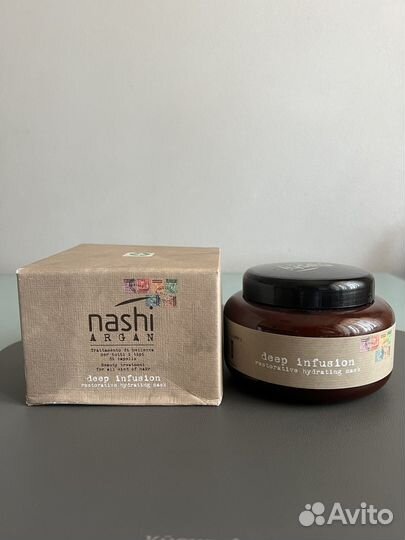 nashi
ARGAN
Trattamento di bellezza
per tutti i tipi
di capello
Beauty treatment
for all kind of hair
deep infusion
restorative hydrating mask
deep infusion
restorative hydrating mask
Avito